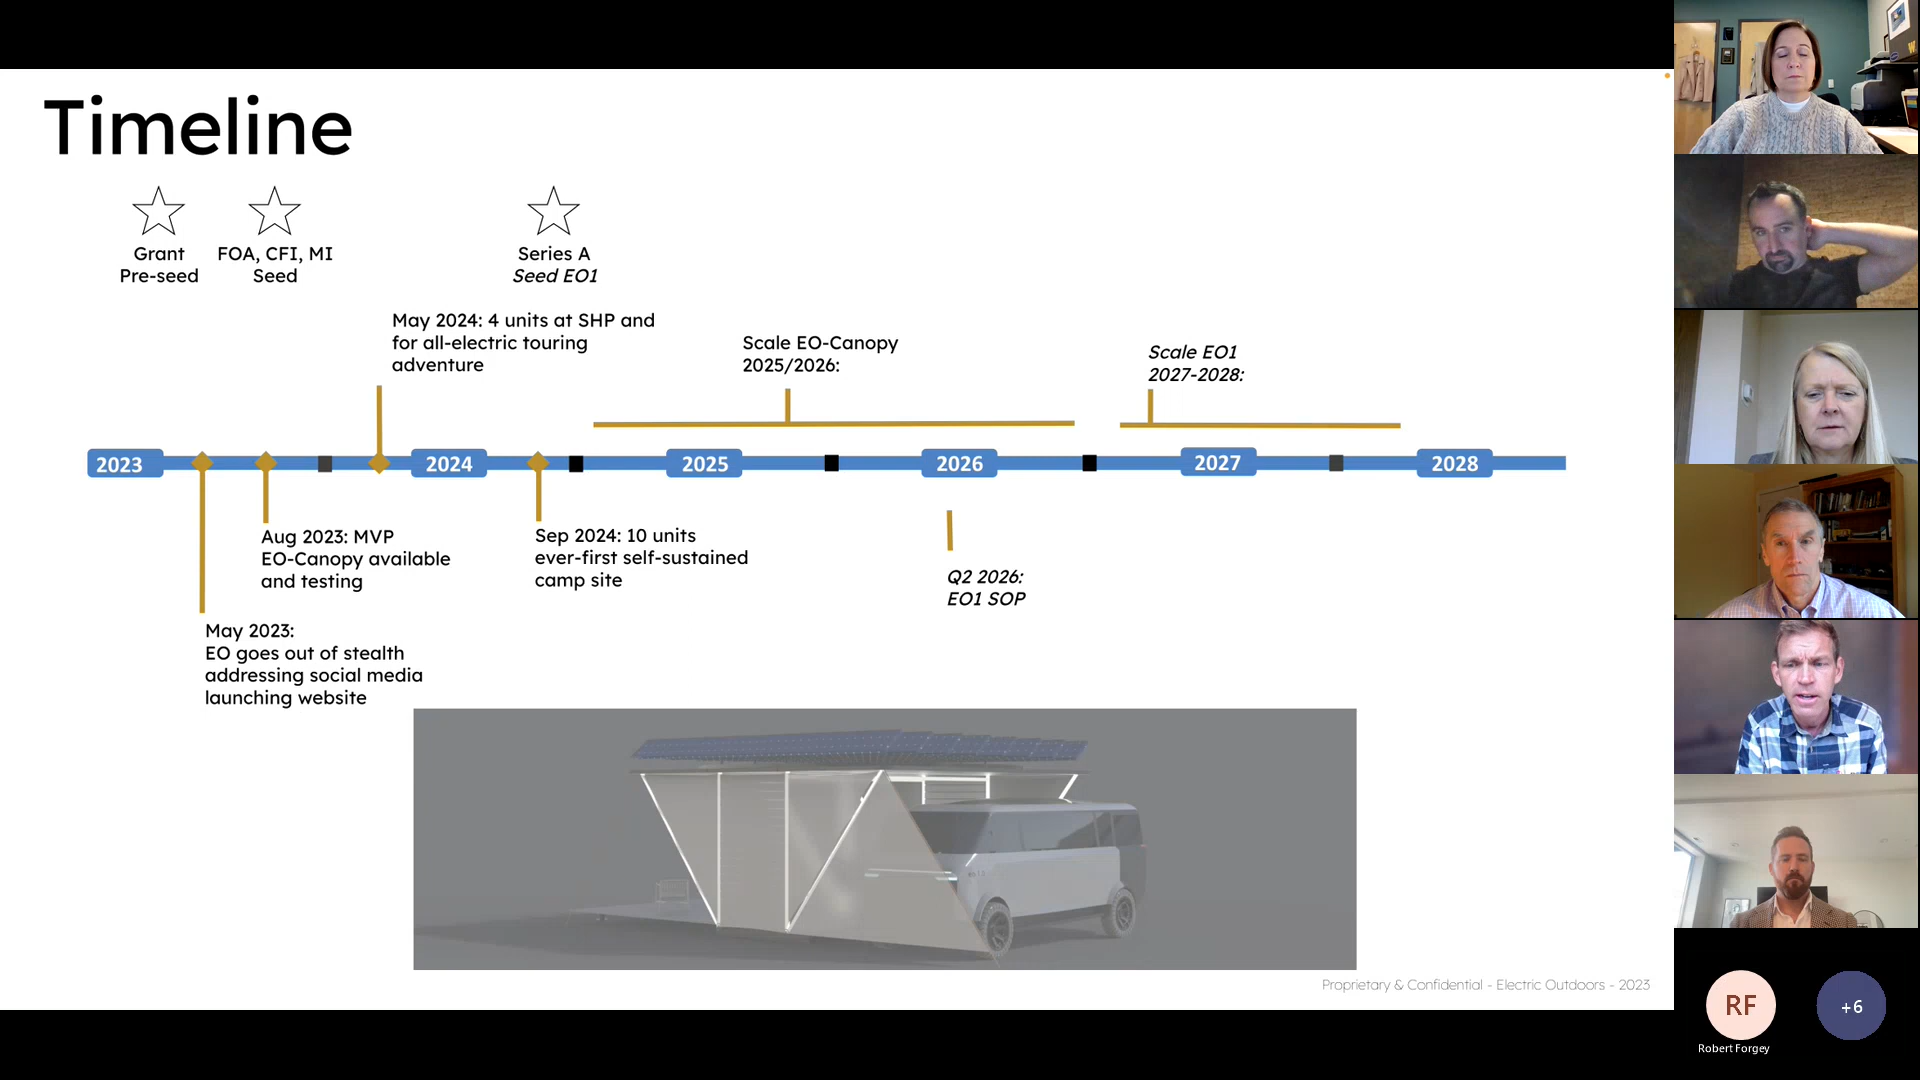 Timeline
Grant
Pre-seed
FOA, CFI, MI
Seed
Series A
Seed EO1
May 2024: 4 units at SHP and
for all-electric touring
adventure
Scale EO-Canopy
2025/2026:
Scale EO1
2027-2028:
2023
2024
2025
2026
2027
2028
Aug 2023: MVP
EO-Canopy available
and testing
Sep 2024: 10 units
ever-first self-sustained
camp site
Q2 2026:
EO1 SOP
May 2023:
EO goes out of stealth
addressing social media
launching website
Proprietary & Confidential - Electric Outdoors - 2023
W
RF
Robert Forgey
+6